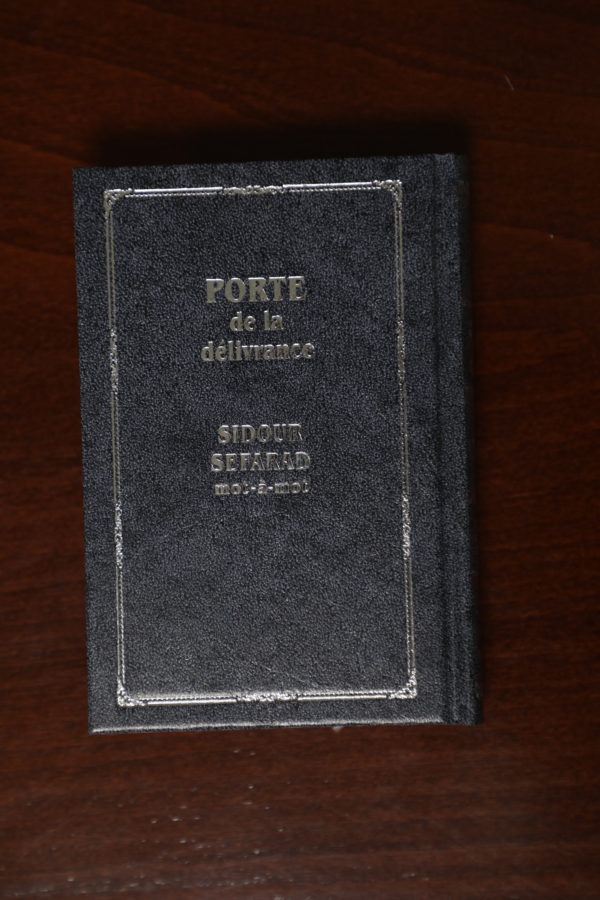 PORTE
de la
délivrance
SIDOUR
SEFARAD
mot-à-mot